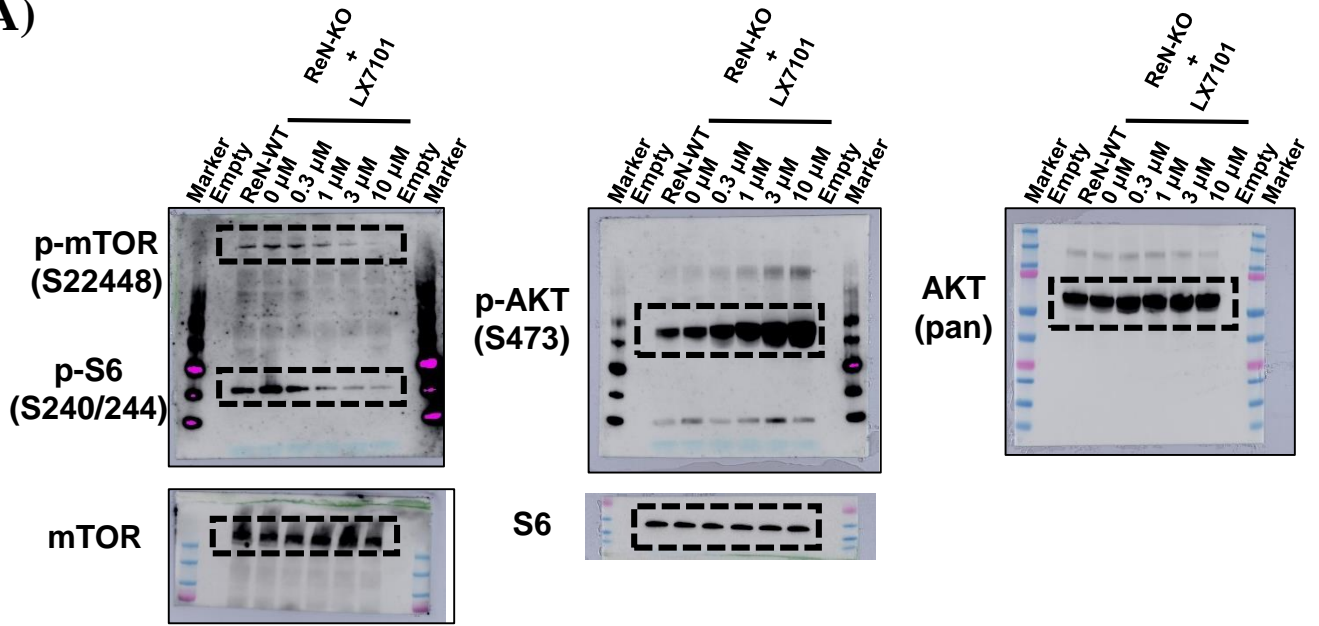 A)
ReN-KO
+
LX7101
Marker
Empty
ReN-WT
0 µM
0.3 µM
1 µM
3 µM
10 µM
Empty
Marker
p-mTOR
(S22448)
p-S6
(S240/244)
mTOR
ReN-KO
+
LX7101
Marker
Empty
ReN-WT
0 µM
0.3 µM
1 µM
3 µM
10 µM
Empty
Marker
p-AKT
(S473)
S6
ReN-KO
+
LX7101
Marker
Empty
ReN-WT
0 µM
0.3 µM
1 µM
3 µM
10 µM
Empty
Marker
AKT
(pan)